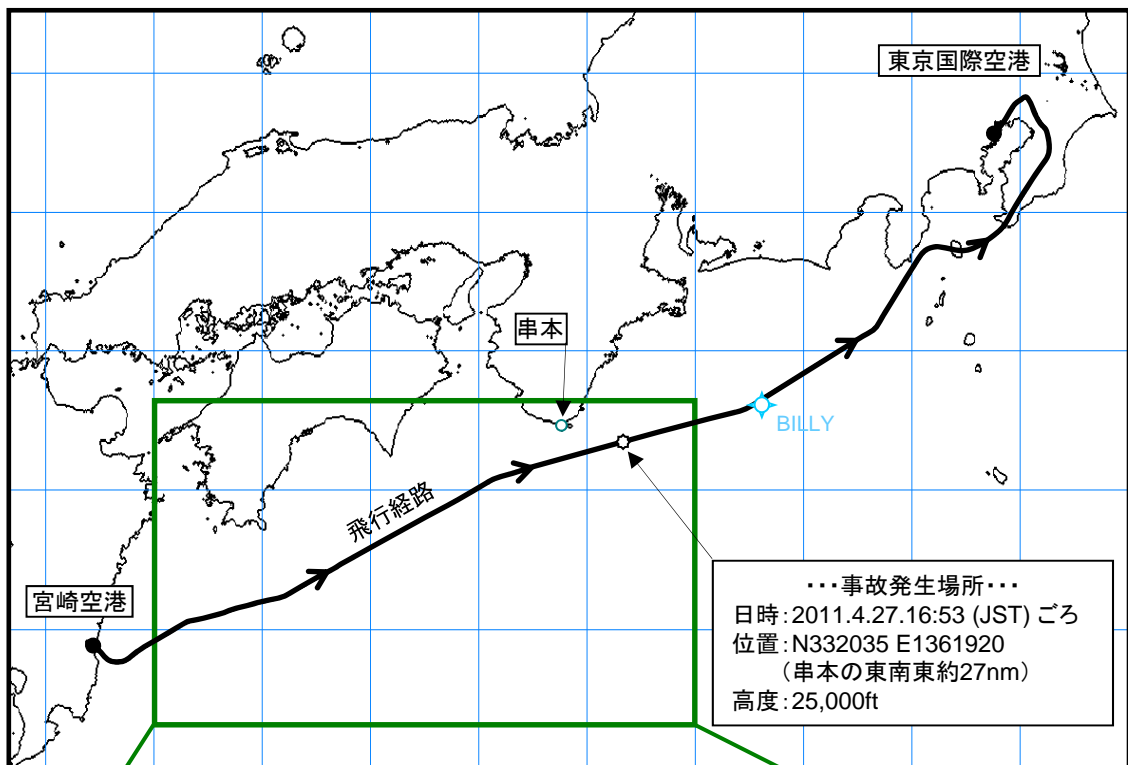 東京国際空港
串本
BILLY
飛行経路
宮崎空港
･･･事故発生場所･･･
日時：2011.4.27.16:53 (JST) ごろ
位置：N332035 E1361920
（串本の東南東約27nm）
高度：25,000ft